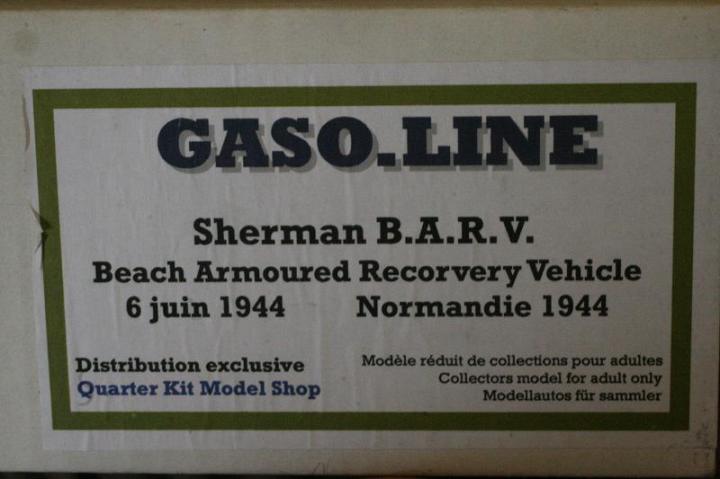 GASO.LINE
Sherman B.A.R.V.
Beach Armoured Recorvery Vehicle
6 juin 1944 Normandie 1944
Distribution exclusive
Quarter Kit Model Shop
Modèle réduit de collections pour adultes
Collectors model for adult only
Modellautos für sammler